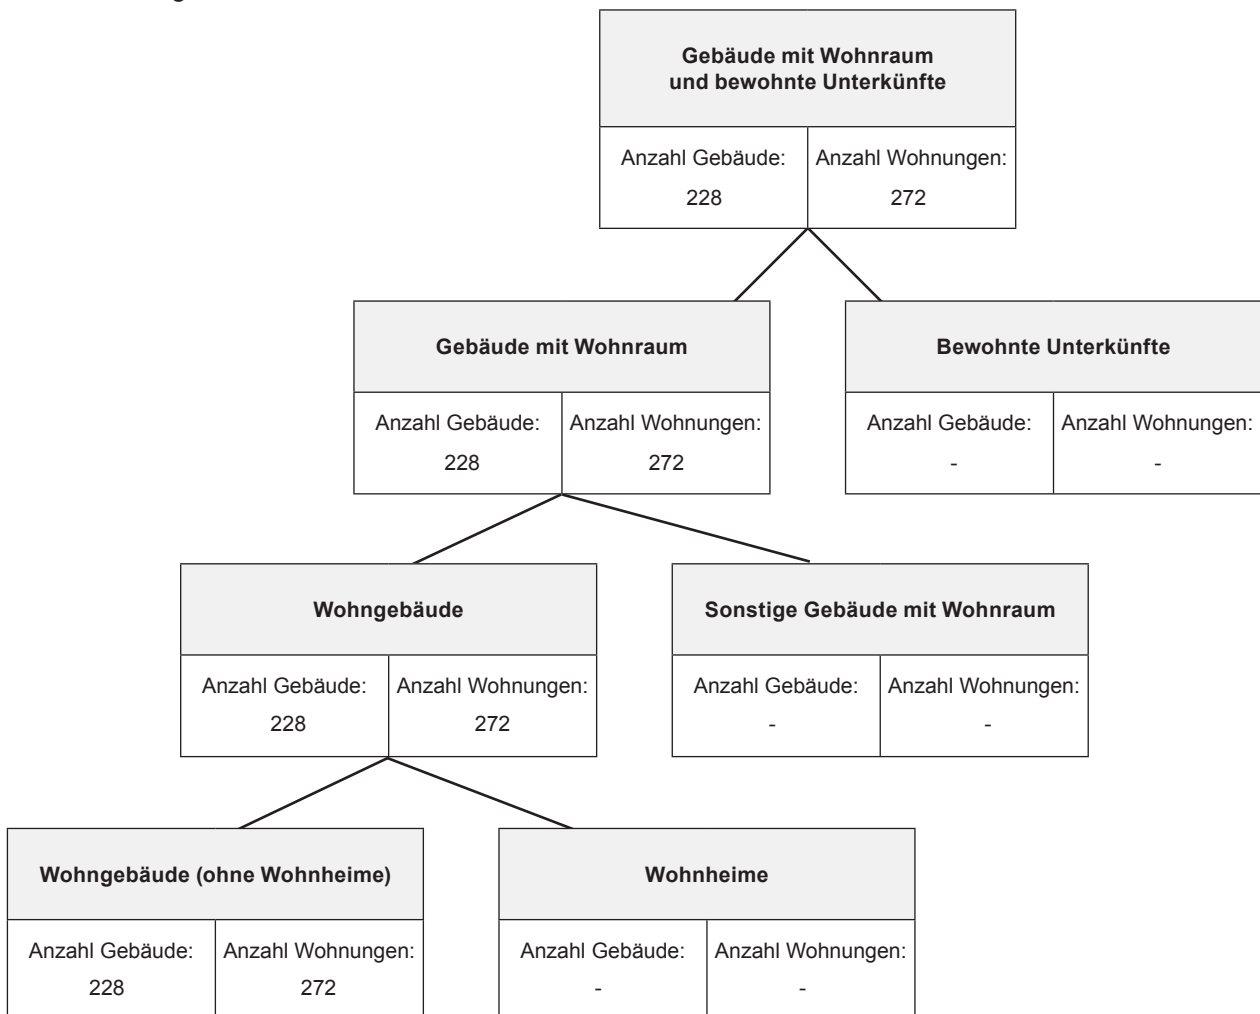 Gebäude mit Wohnraum
und bewohnte Unterkünfte
Anzahl Gebäude: Anzahl Wohnungen:
228 272
Gebäude mit Wohnraum Bewohnte Unterkünfte
Anzahl Gebäude: Anzahl Wohnungen: Anzahl Gebäude: Anzahl Wohnungen:
228 272 - -
Wohngebäude Sonstige Gebäude mit Wohnraum
Anzahl Gebäude: Anzahl Wohnungen: Anzahl Gebäude: Anzahl Wohnungen:
228 272 - -
Wohngebäude (ohne Wohnheime) Wohnheime
Anzahl Gebäude: Anzahl Wohnungen: Anzahl Gebäude: Anzahl Wohnungen:
228 272 - -